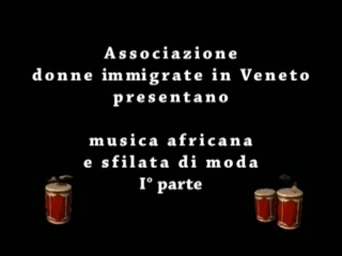 Associazione
donne immigrate in Veneto
presentano
musica africana
e sfilata di moda
I° parte